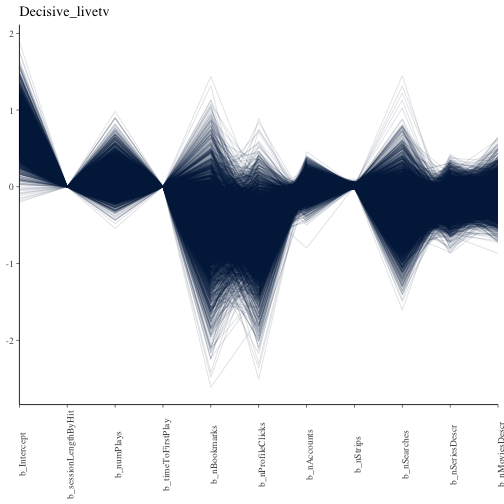 Decisive_livetv
2
1
0
-1
-2
b_Intercept
b_sessionLengthByHit
b_numPlays
b_timeToFirstPlay
b_nBookmarks
b_nProfileClicks
b_nAccounts
b_nStrips
b_nSearches
b_nSeriesDescr
b_nMoviesDescr